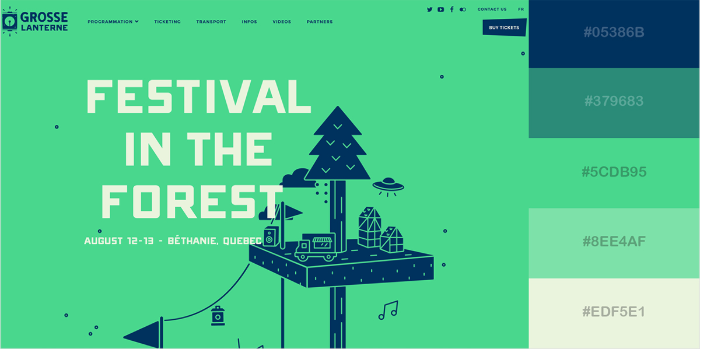 GROSSE
LANTERNE
PROGRAMMATION
TICKETING
TRANSPORT
INFOS
VIDEOS
PARTNERS
CONTACT US
FR
BUY TICKETS
FESTIVAL
IN THE
FOREST
AUGUST 12-13 - BÉTHANIE, QUEBEC
#05386B
#379683
#5CDB95
#8EE4AF
#EDF5E1